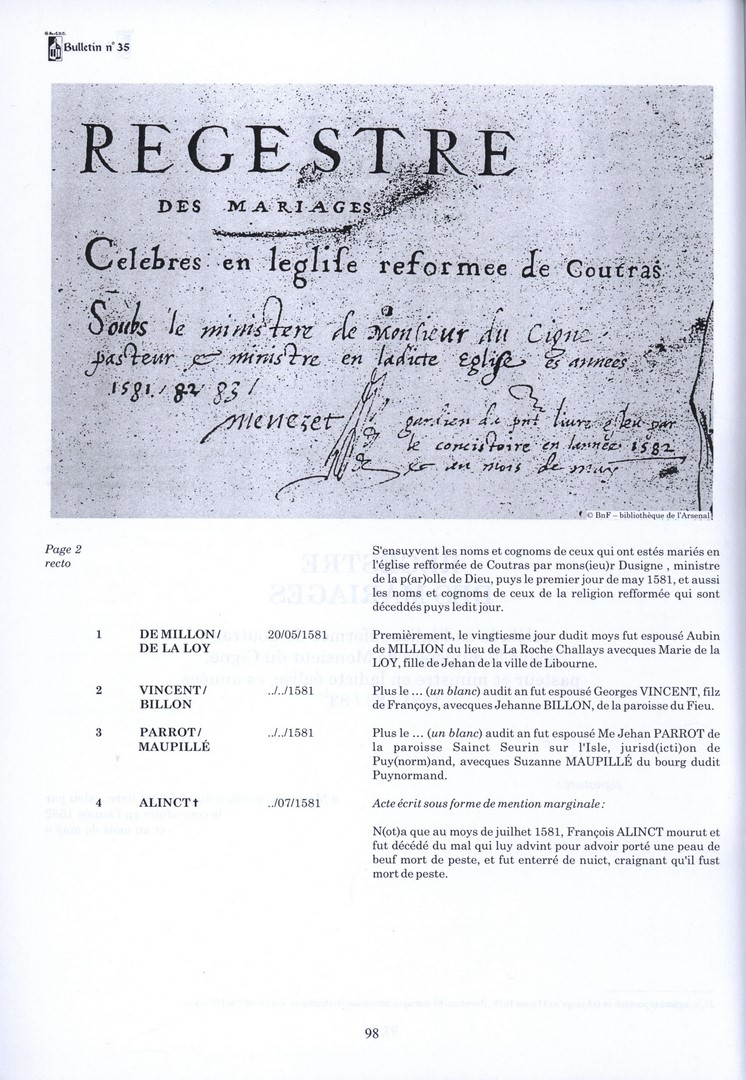 Bulletin n° 35
REGESTRE
DES MARIAGES
Celebres en leglise reformee de Coutras
Soubs le ministere de Monsieur du Cigne
pasteur & ministre en ladicte Eglise es annees
1581 / 82 / 83 /
Menezet
gardien du pnt livre esleu par
le concistoire en lannee 1582
& au mois de may
© BnF – bibliothèque de l'Arsenal
Page 2
recto
S'ensuyvent les noms et cognoms de ceux qui ont estés mariés en
l'église refformée de Coutras par mons(ieu)r Dusigne , ministre
de la p(ar)olle de Dieu, puys le premier jour de may 1581, et aussi
les noms et cognoms de ceux de la religion refformée qui sont
décéddés puys ledit jour.
1 DE MILLON / 20/05/1581 Premièrement, le vingtiesme jour dudit moys fut espousé Aubin
DE LA LOY de MILLION du lieu de La Roche Challays avecques Marie de la
LOY, fille de Jehan de la ville de Libourne.
2 VINCENT / ../../1581 Plus le ... (un blanc) audit an fut espousé Georges VINCENT, filz
BILLON de Françoys, avecques Jehanne BILLON, de la paroisse du Fieu.
3 PARROT / ../../1581 Plus le ... (un blanc) audit an fut espousé Me Jehan PARROT de
MAUPILLÉ la paroisse Sainct Seurin sur l'Isle, jurisd(icti)on de
Puy(norm)and, avecques Suzanne MAUPILLÉ du bourg dudit
Puynormand.
4 ALINCT † ../07/1581 Acte écrit sous forme de mention marginale :
N(ot)a que au moys de juilhet 1581, François ALINCT mourut et
fut décédé du mal qui luy advint pour advoir porté une peau de
beuf mort de peste, et fut enterré de nuict, craignant qu'il fust
mort de peste.
98